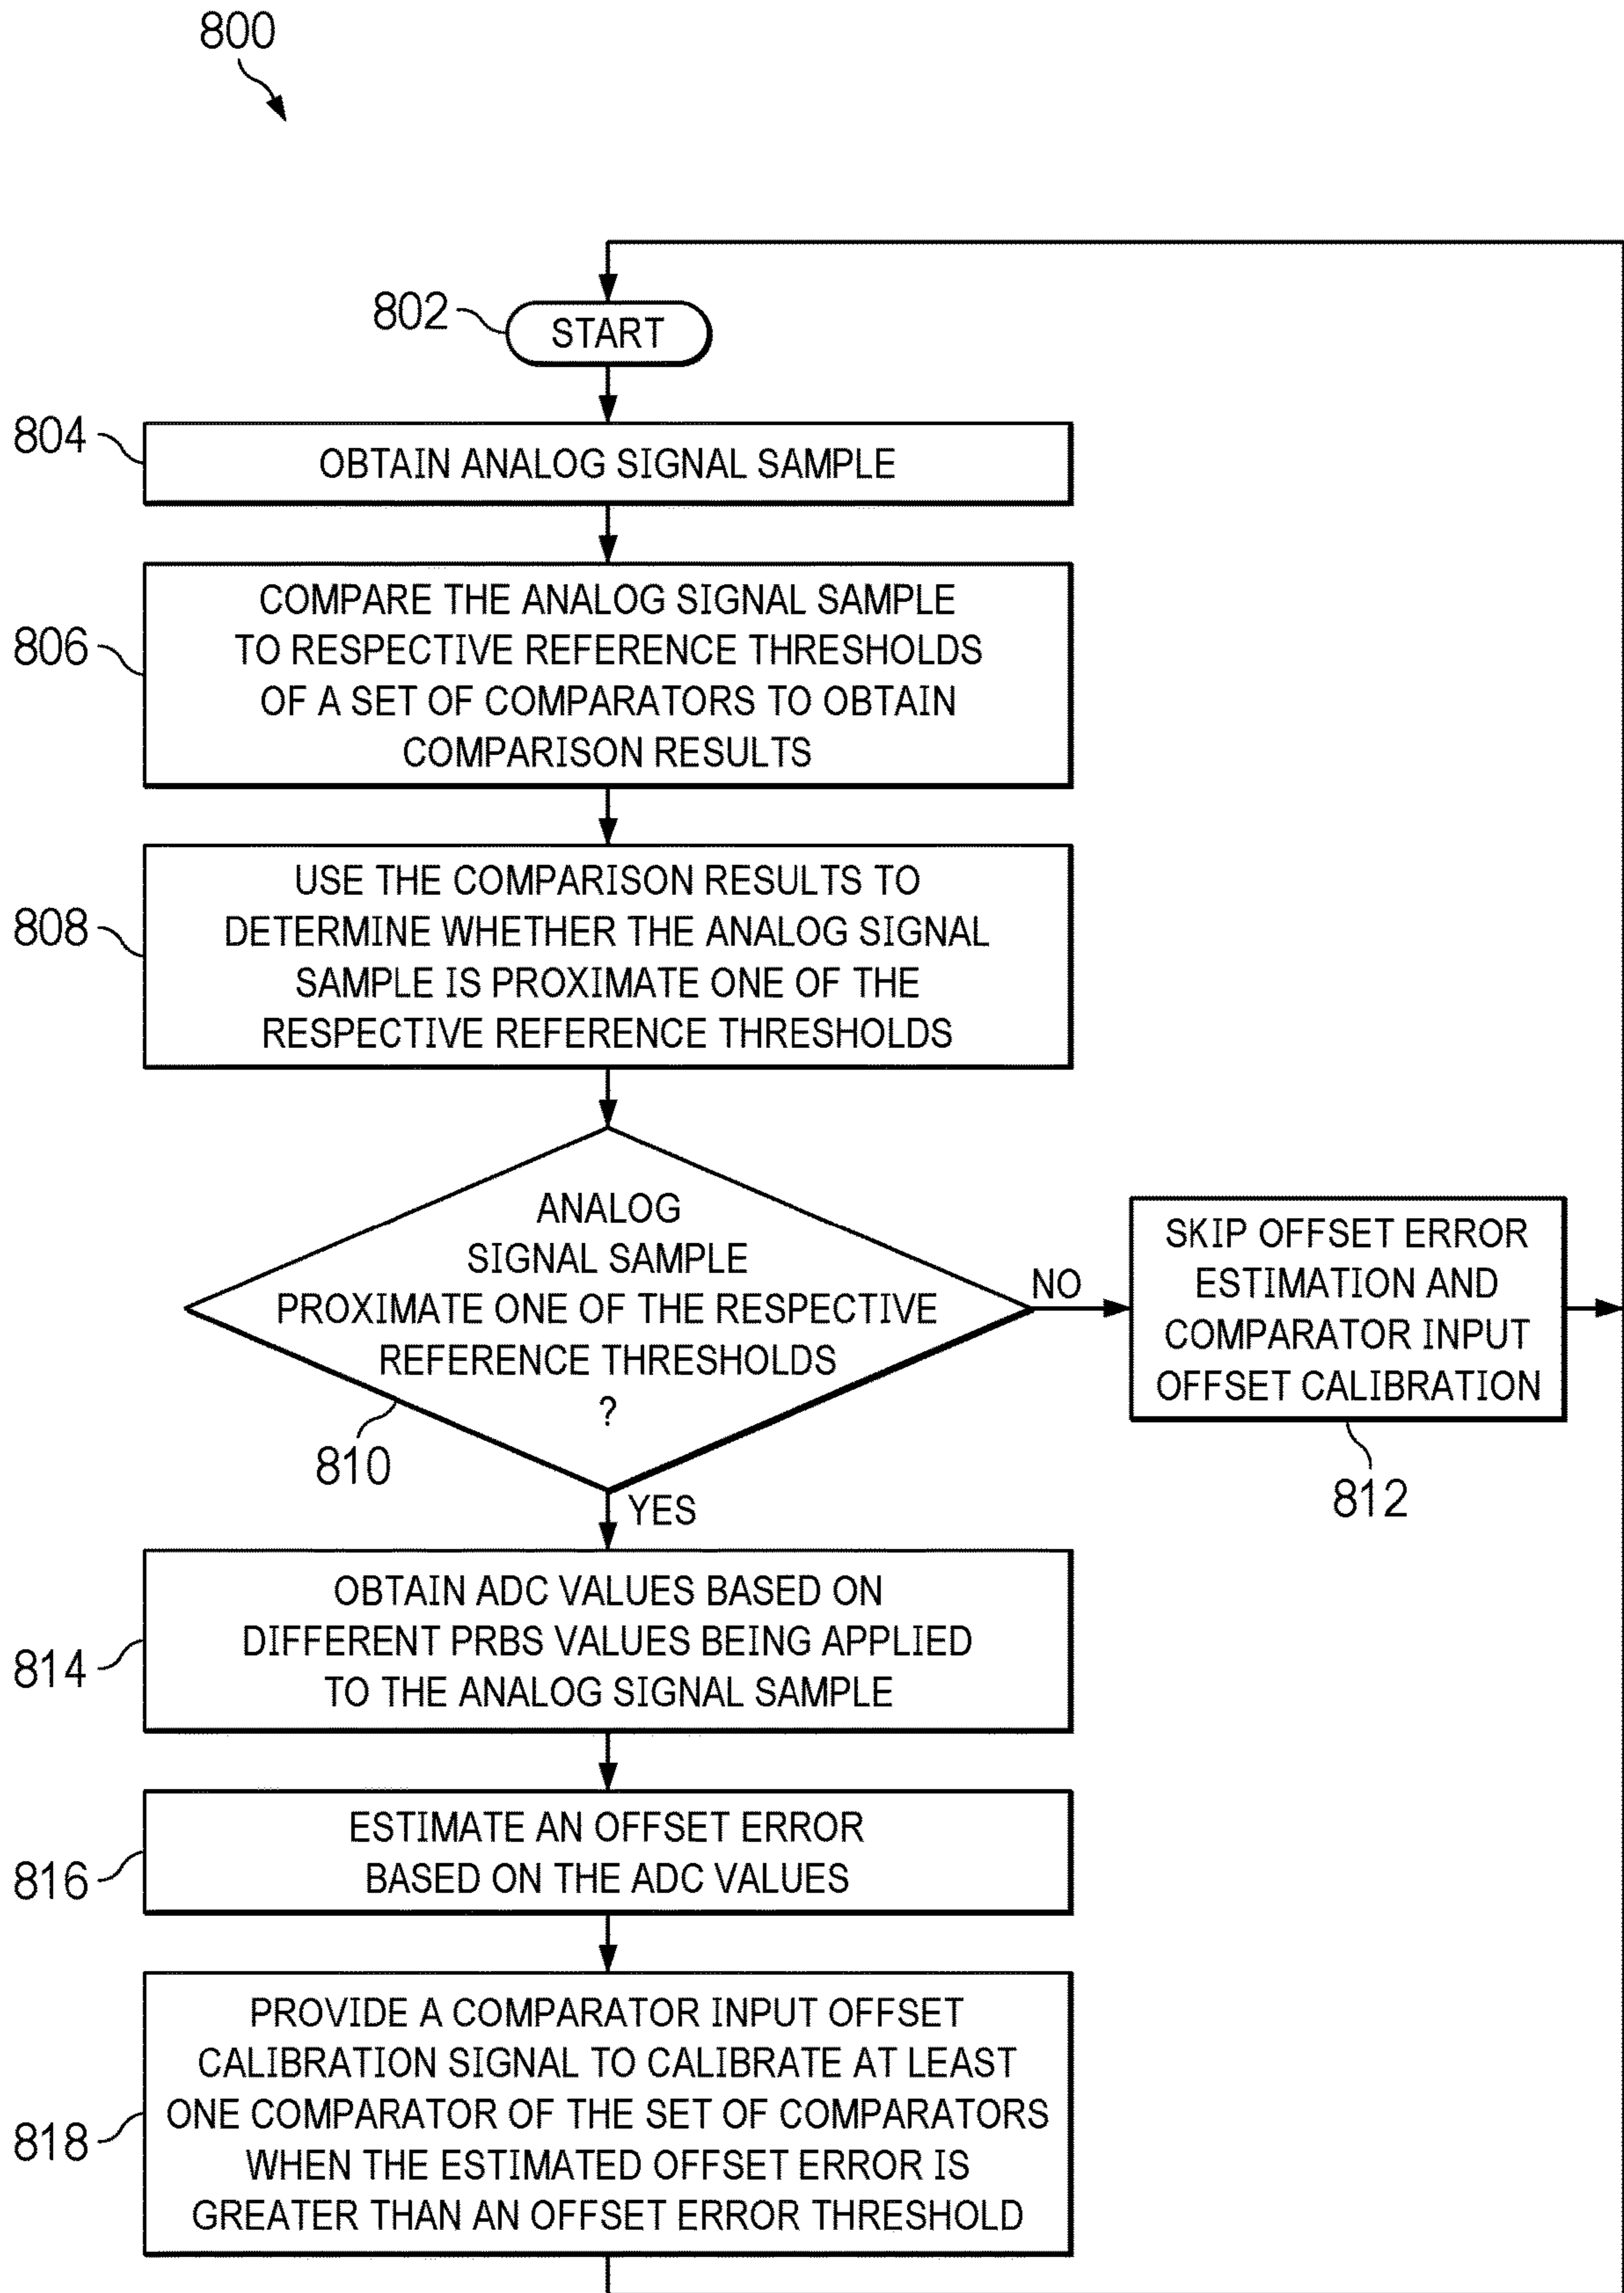 800
802
START
804
OBTAIN ANALOG SIGNAL SAMPLE
806
COMPARE THE ANALOG SIGNAL SAMPLE
TO RESPECTIVE REFERENCE THRESHOLDS
OF A SET OF COMPARATORS TO OBTAIN
COMPARISON RESULTS
808
USE THE COMPARISON RESULTS TO
DETERMINE WHETHER THE ANALOG SIGNAL
SAMPLE IS PROXIMATE ONE OF THE
RESPECTIVE REFERENCE THRESHOLDS
ANALOG
SIGNAL SAMPLE
PROXIMATE ONE OF THE RESPECTIVE
REFERENCE THRESHOLDS
?
810
NO
SKIP OFFSET ERROR
ESTIMATION AND
COMPARATOR INPUT
OFFSET CALIBRATION
812
YES
814
OBTAIN ADC VALUES BASED ON
DIFFERENT PRBS VALUES BEING APPLIED
TO THE ANALOG SIGNAL SAMPLE
816
ESTIMATE AN OFFSET ERROR
BASED ON THE ADC VALUES
818
PROVIDE A COMPARATOR INPUT OFFSET
CALIBRATION SIGNAL TO CALIBRATE AT LEAST
ONE COMPARATOR OF THE SET OF COMPARATORS
WHEN THE ESTIMATED OFFSET ERROR IS
GREATER THAN AN OFFSET ERROR THRESHOLD